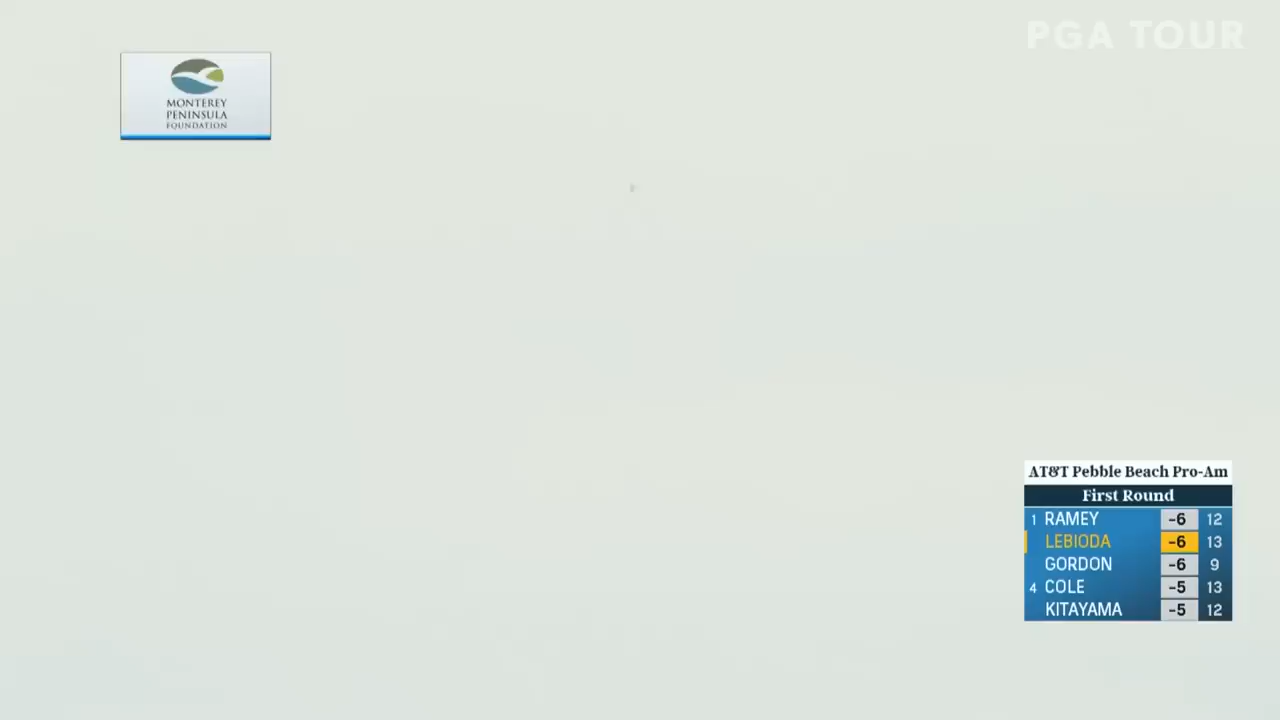 PGA TOUR
MONTEREY
PENINSULA
FOUNDATION
AT&T Pebble Beach Pro-Am
First Round
1 RAMEY -6 12
LEBIODA -6 13
GORDON -6 9
4 COLE -5 13
KITAYAMA -5 12